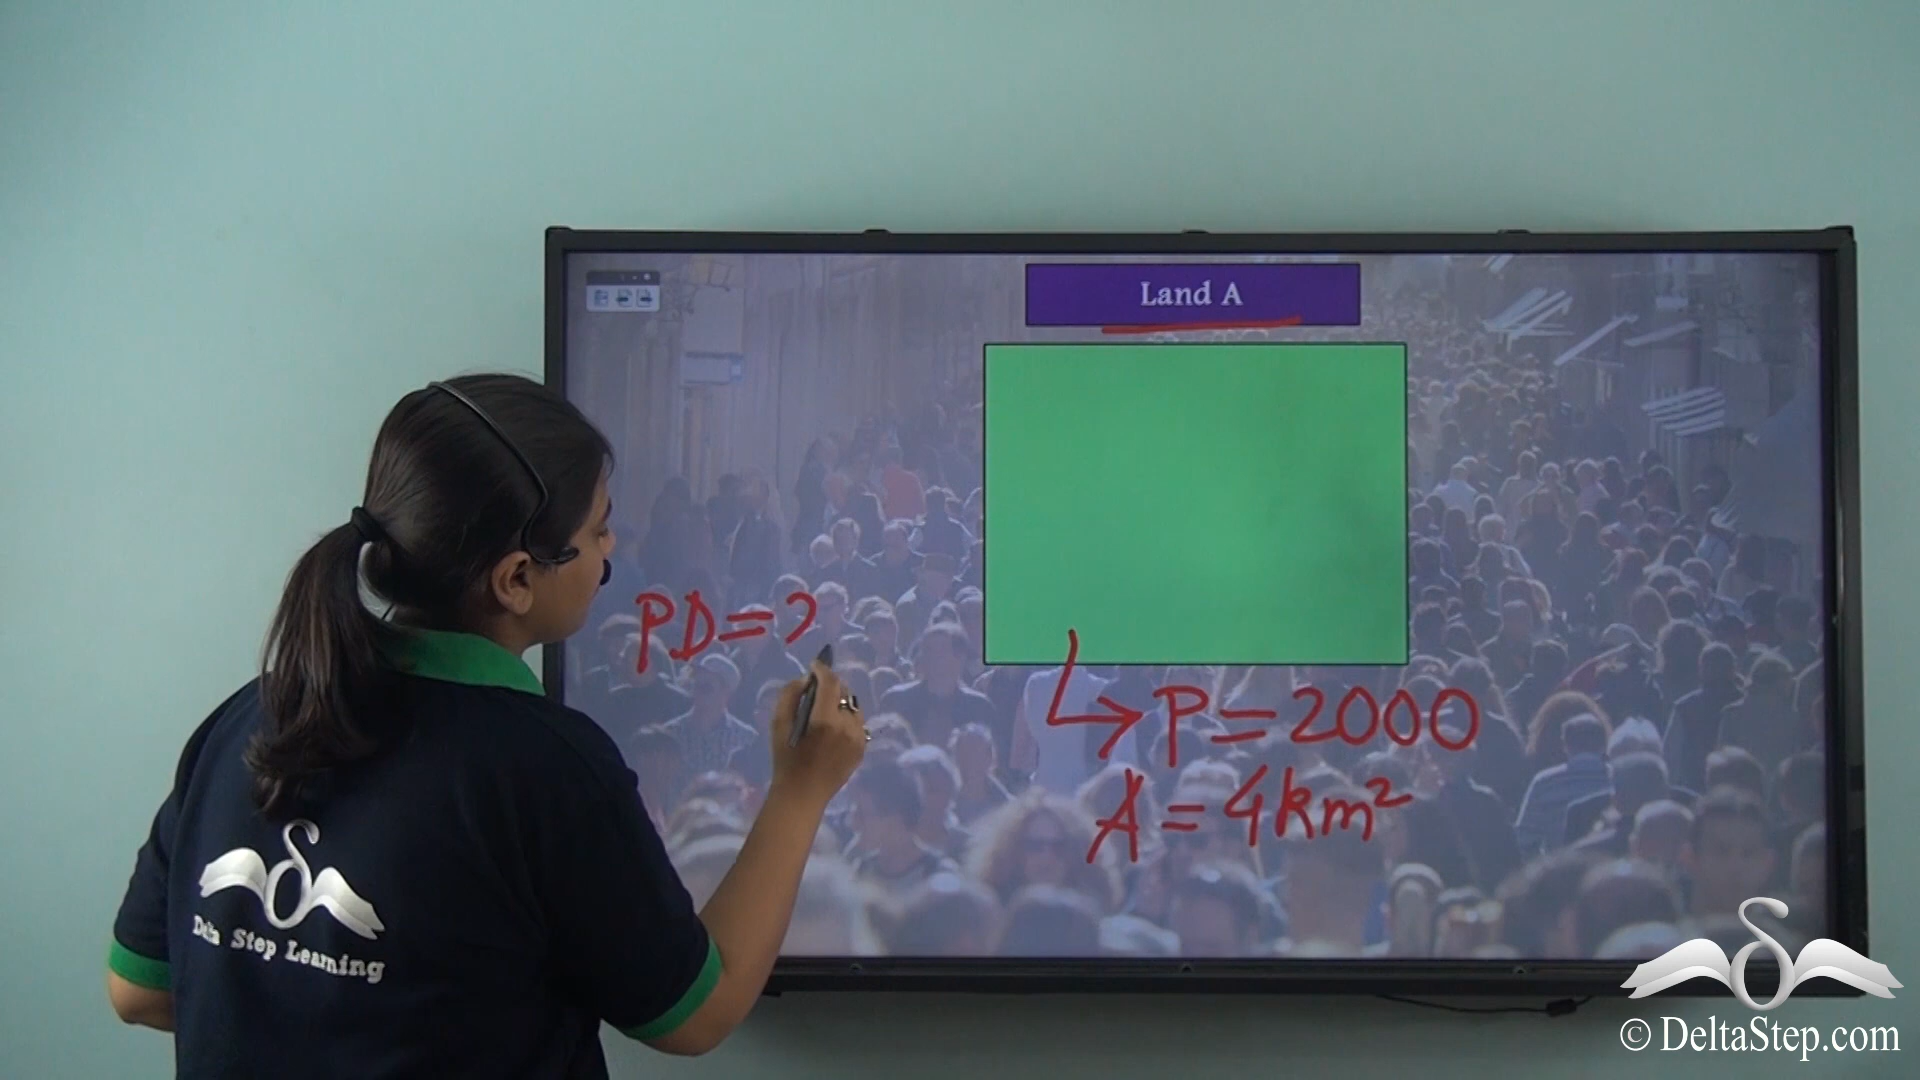 Land A
PD=?
P=2000
A=4km²
Delta Step Learning
© DeltaStep.com